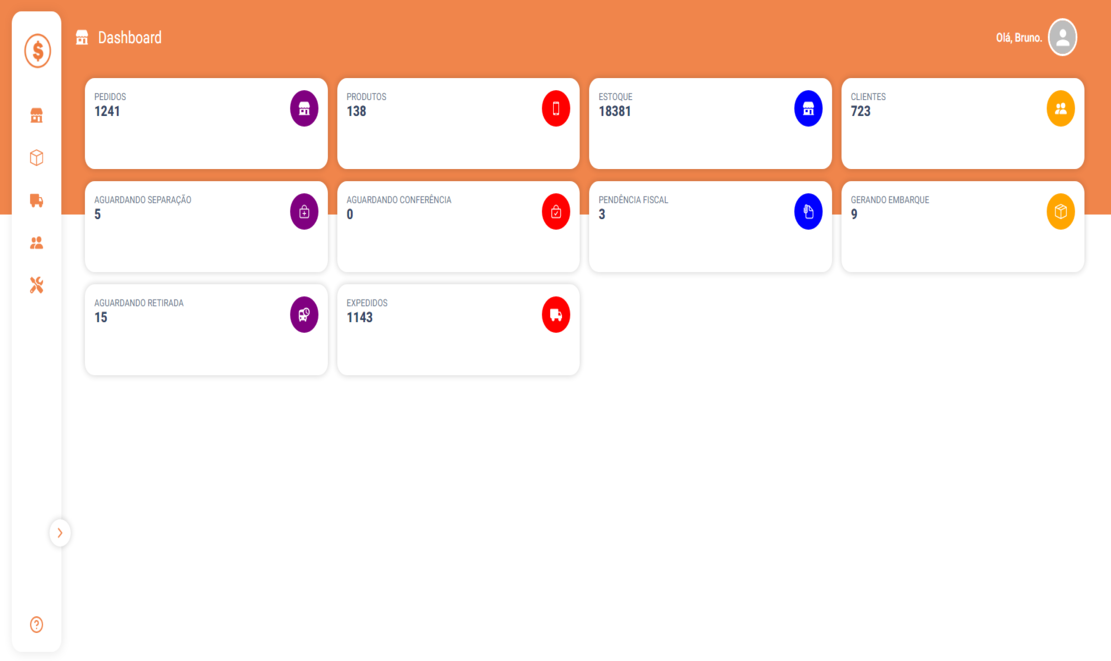 Dashboard
Olá, Bruno.
PEDIDOS
1241
PRODUTOS
138
ESTOQUE
18381
CLIENTES
723
AGUARDANDO SEPARAÇÃO
5
AGUARDANDO CONFERÊNCIA
0
PENDÊNCIA FISCAL
3
GERANDO EMBARQUE
9
AGUARDANDO RETIRADA
15
EXPEDIDOS
1143